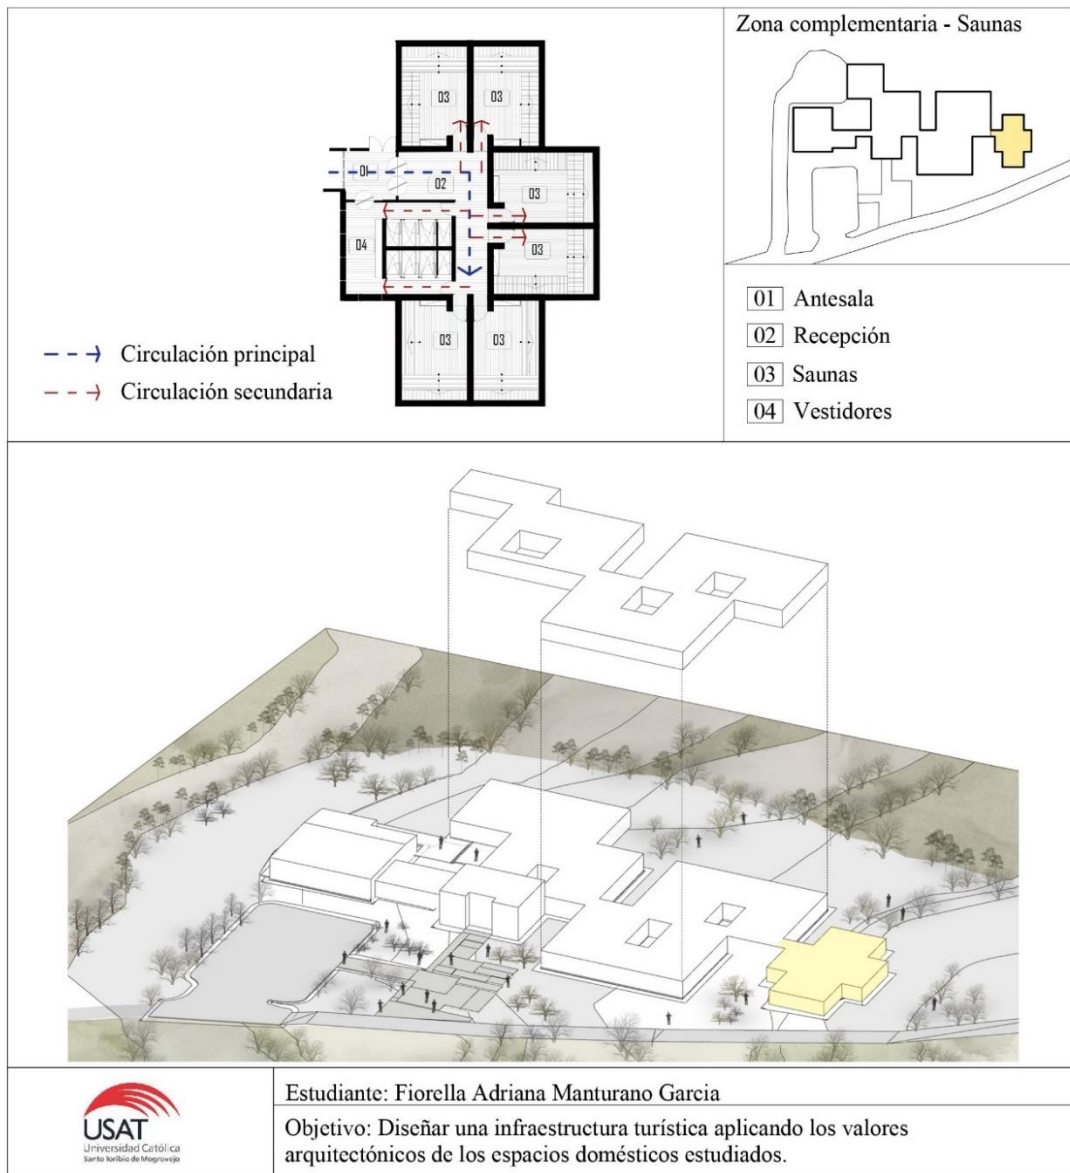 Zona complementaria - Saunas
03
03
01
02
03
04
03
03
03
Circulación principal
Circulación secundaria
01 Antesala
02 Recepción
03 Saunas
04 Vestidores
USAT
Universidad Católica
Santo Toribio de Mogrovejo
Estudiante: Fiorella Adriana Manturano Garcia
Objetivo: Diseñar una infraestructura turística aplicando los valores
arquitectónicos de los espacios domésticos estudiados.